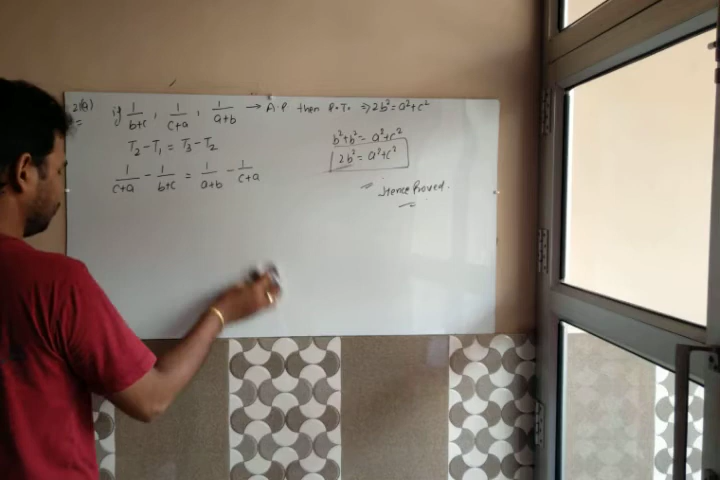 2(a) if 1/(b+c), 1/(c+a), 1/(a+b) → A.P then P.T. ⇒ 2b² = a²+c²
T₂-T₁ = T₃-T₂
1/(c+a) - 1/(b+c) = 1/(a+b) - 1/(c+a)
b²+b² = a²+c²
2b² = a²+c²
Hence Proved.